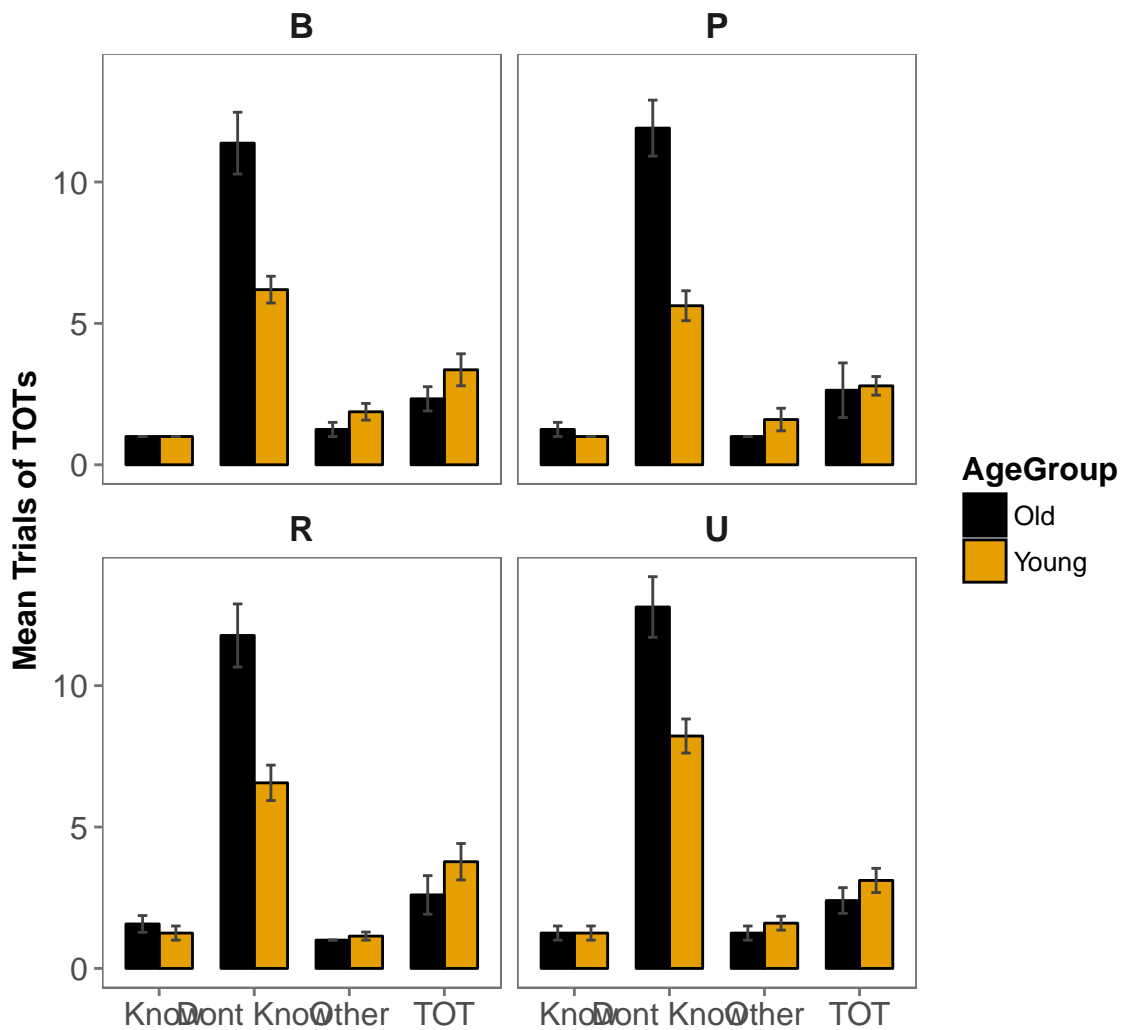 B
P
10
5
0
Mean Trials of TOTs
R
U
10
5
0
Know Dont Know Other TOT
Know Dont Know Other TOT
AgeGroup
Old
Young